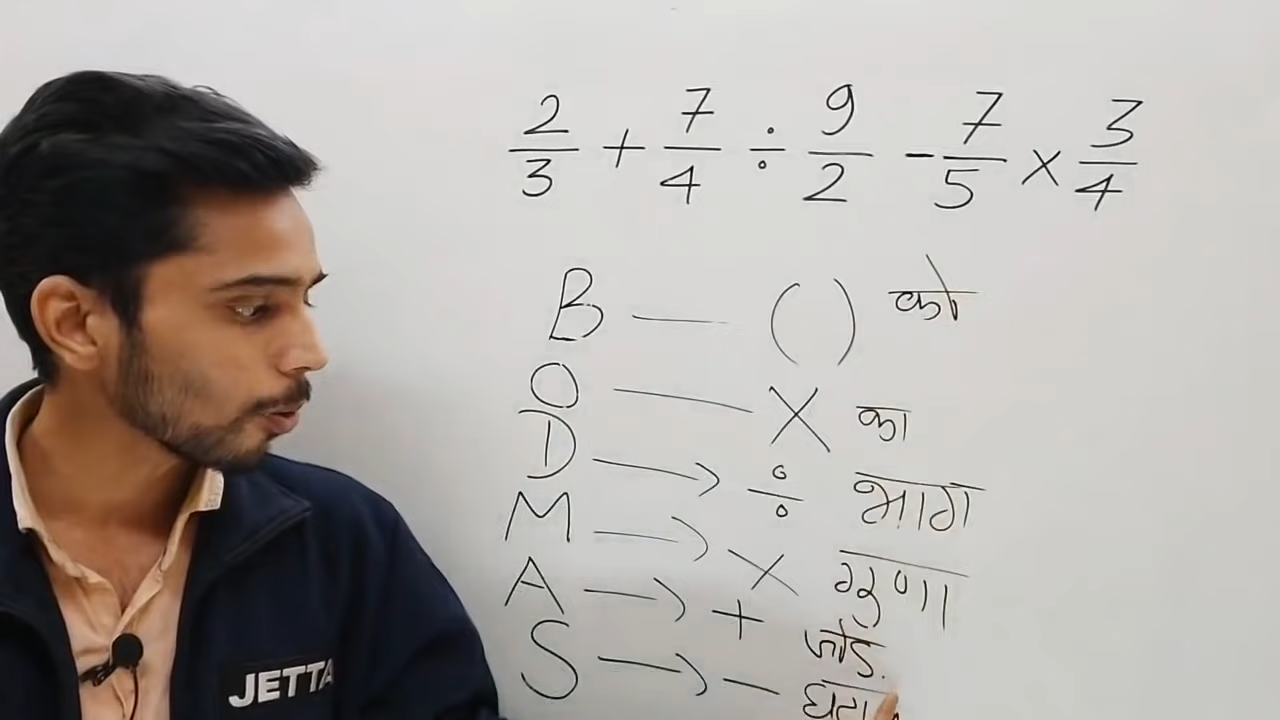 2/3 + 7/4 ÷ 9/2 - 7/5 × 3/4
B — ( ) को
O — × का
D → ÷ भाग
M → × गुणा
A → + जोड़
S → - घटा
JETTA